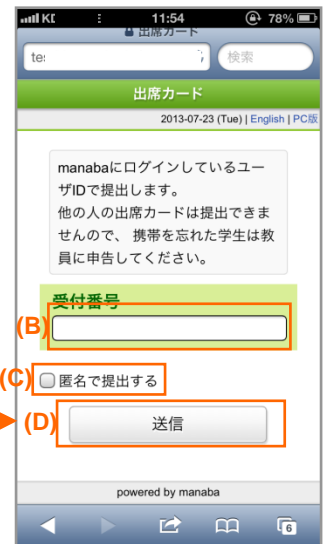 11:54
78%
出席カード
tes
検索
出席カード
2013-07-23 (Tue) | English | PC版
manabaにログインしているユー
ザIDで提出します。
他の人の出席カードは提出できま
せんので、 携帯を忘れた学生は教
員に申告してください。
受付番号
(B)
(C) 匿名で提出する
(D) 送信
powered by manaba
6